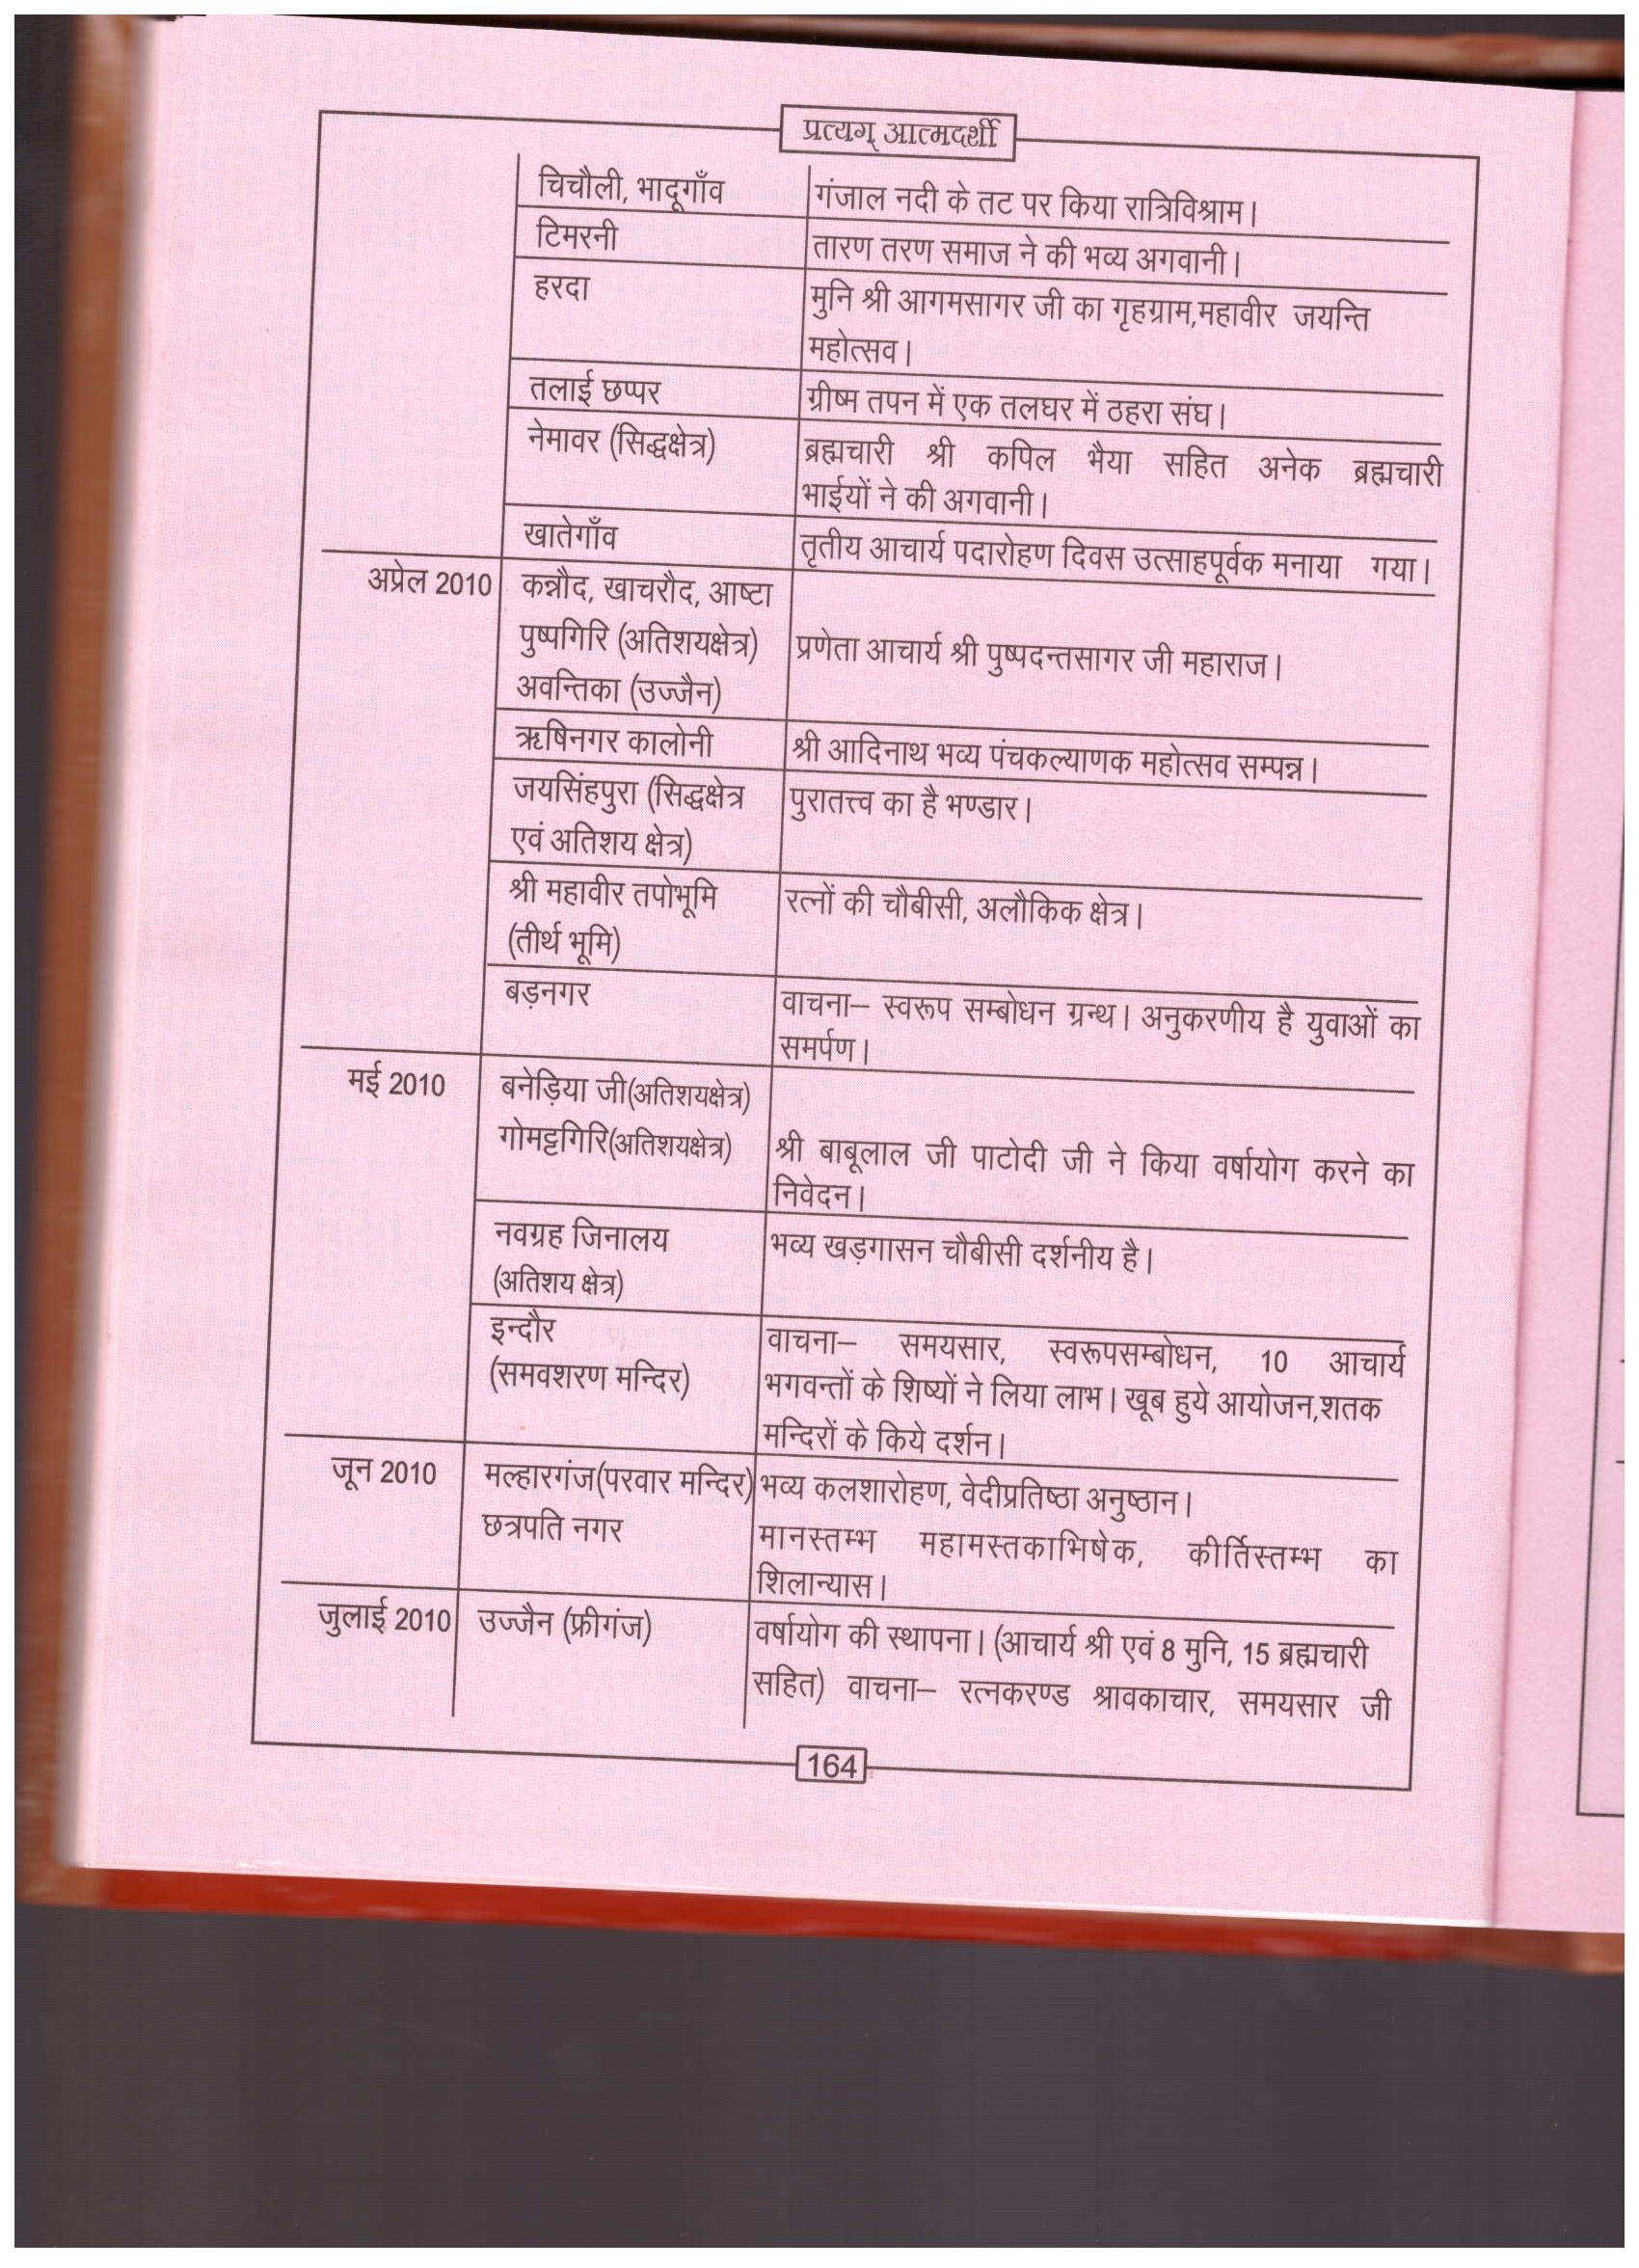 प्रत्यग् आत्मदर्शी
चिचौली, भादूगाँव गंजाल नदी के तट पर किया रात्रिविश्राम।
टिमरनी तारण तरण समाज ने की भव्य अगवानी।
हरदा मुनि श्री आगमसागर जी का गृहग्राम,महावीर जयन्ति
महोत्सव।
तलाई छप्पर ग्रीष्म तपन में एक तलघर में ठहरा संघ।
नेमावर (सिद्धक्षेत्र) ब्रह्मचारी श्री कपिल भैया सहित अनेक ब्रह्मचारी
भाईयों ने की अगवानी।
खातेगाँव तृतीय आचार्य पदारोहण दिवस उत्साहपूर्वक मनाया गया।
अप्रेल 2010 कन्नौद, खाचरौद, आष्टा
पुष्पगिरि (अतिशयक्षेत्र) प्रणेता आचार्य श्री पुष्पदन्तसागर जी महाराज।
अवन्तिका (उज्जैन)
ऋषिनगर कालोनी श्री आदिनाथ भव्य पंचकल्याणक महोत्सव सम्पन्न।
जयसिंहपुरा (सिद्धक्षेत्र पुरातत्त्व का है भण्डार।
एवं अतिशय क्षेत्र)
श्री महावीर तपोभूमि रत्नों की चौबीसी, अलौकिक क्षेत्र।
(तीर्थ भूमि)
बड़नगर वाचना– स्वरूप सम्बोधन ग्रन्थ। अनुकरणीय है युवाओं का
समर्पण।
मई 2010 बनेड़िया जी(अतिशयक्षेत्र)
गोमट्टगिरि(अतिशयक्षेत्र) श्री बाबूलाल जी पाटोदी जी ने किया वर्षायोग करने का
निवेदन।
नवग्रह जिनालय भव्य खड़गासन चौबीसी दर्शनीय है।
(अतिशय क्षेत्र)
इन्दौर वाचना– समयसार, स्वरूपसम्बोधन, 10 आचार्य
(समवशरण मन्दिर) भगवन्तों के शिष्यों ने लिया लाभ। खूब हुये आयोजन,शतक
मन्दिरों के किये दर्शन।
जून 2010 मल्हारगंज(परवार मन्दिर) भव्य कलशारोहण, वेदीप्रतिष्ठा अनुष्ठान।
छत्रपति नगर मानस्तम्भ महामस्तकाभिषेक, कीर्तिस्तम्भ का
शिलान्यास।
जुलाई 2010 उज्जैन (फ्रीगंज) वर्षायोग की स्थापना। (आचार्य श्री एवं 8 मुनि, 15 ब्रह्मचारी
सहित) वाचना– रत्नकरण्ड श्रावकाचार, समयसार जी
164